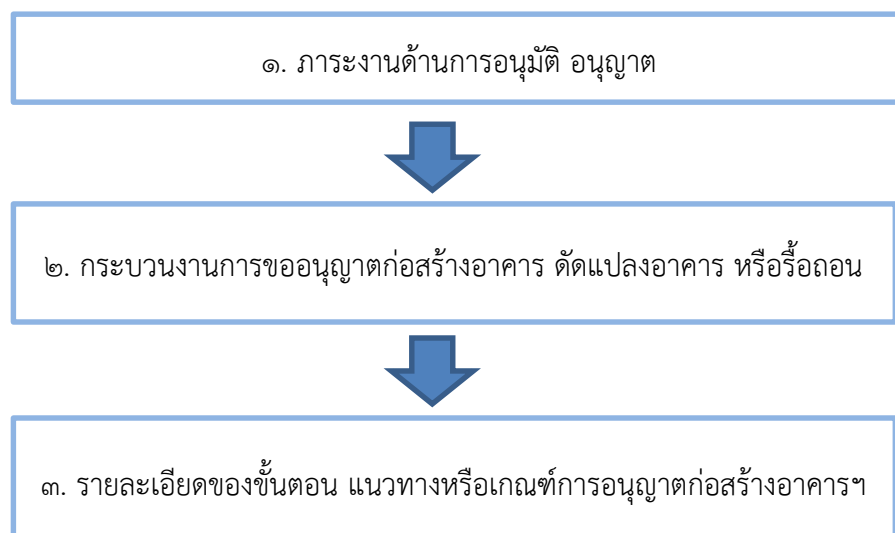 ๑. ภาระงานด้านการอนุมัติ อนุญาต
๒. กระบวนงานการขออนุญาตก่อสร้างอาคาร ดัดแปลงอาคาร หรือรื้อถอน
๓. รายละเอียดของขั้นตอน แนวทางหรือเกณฑ์การอนุญาตก่อสร้างอาคารฯ